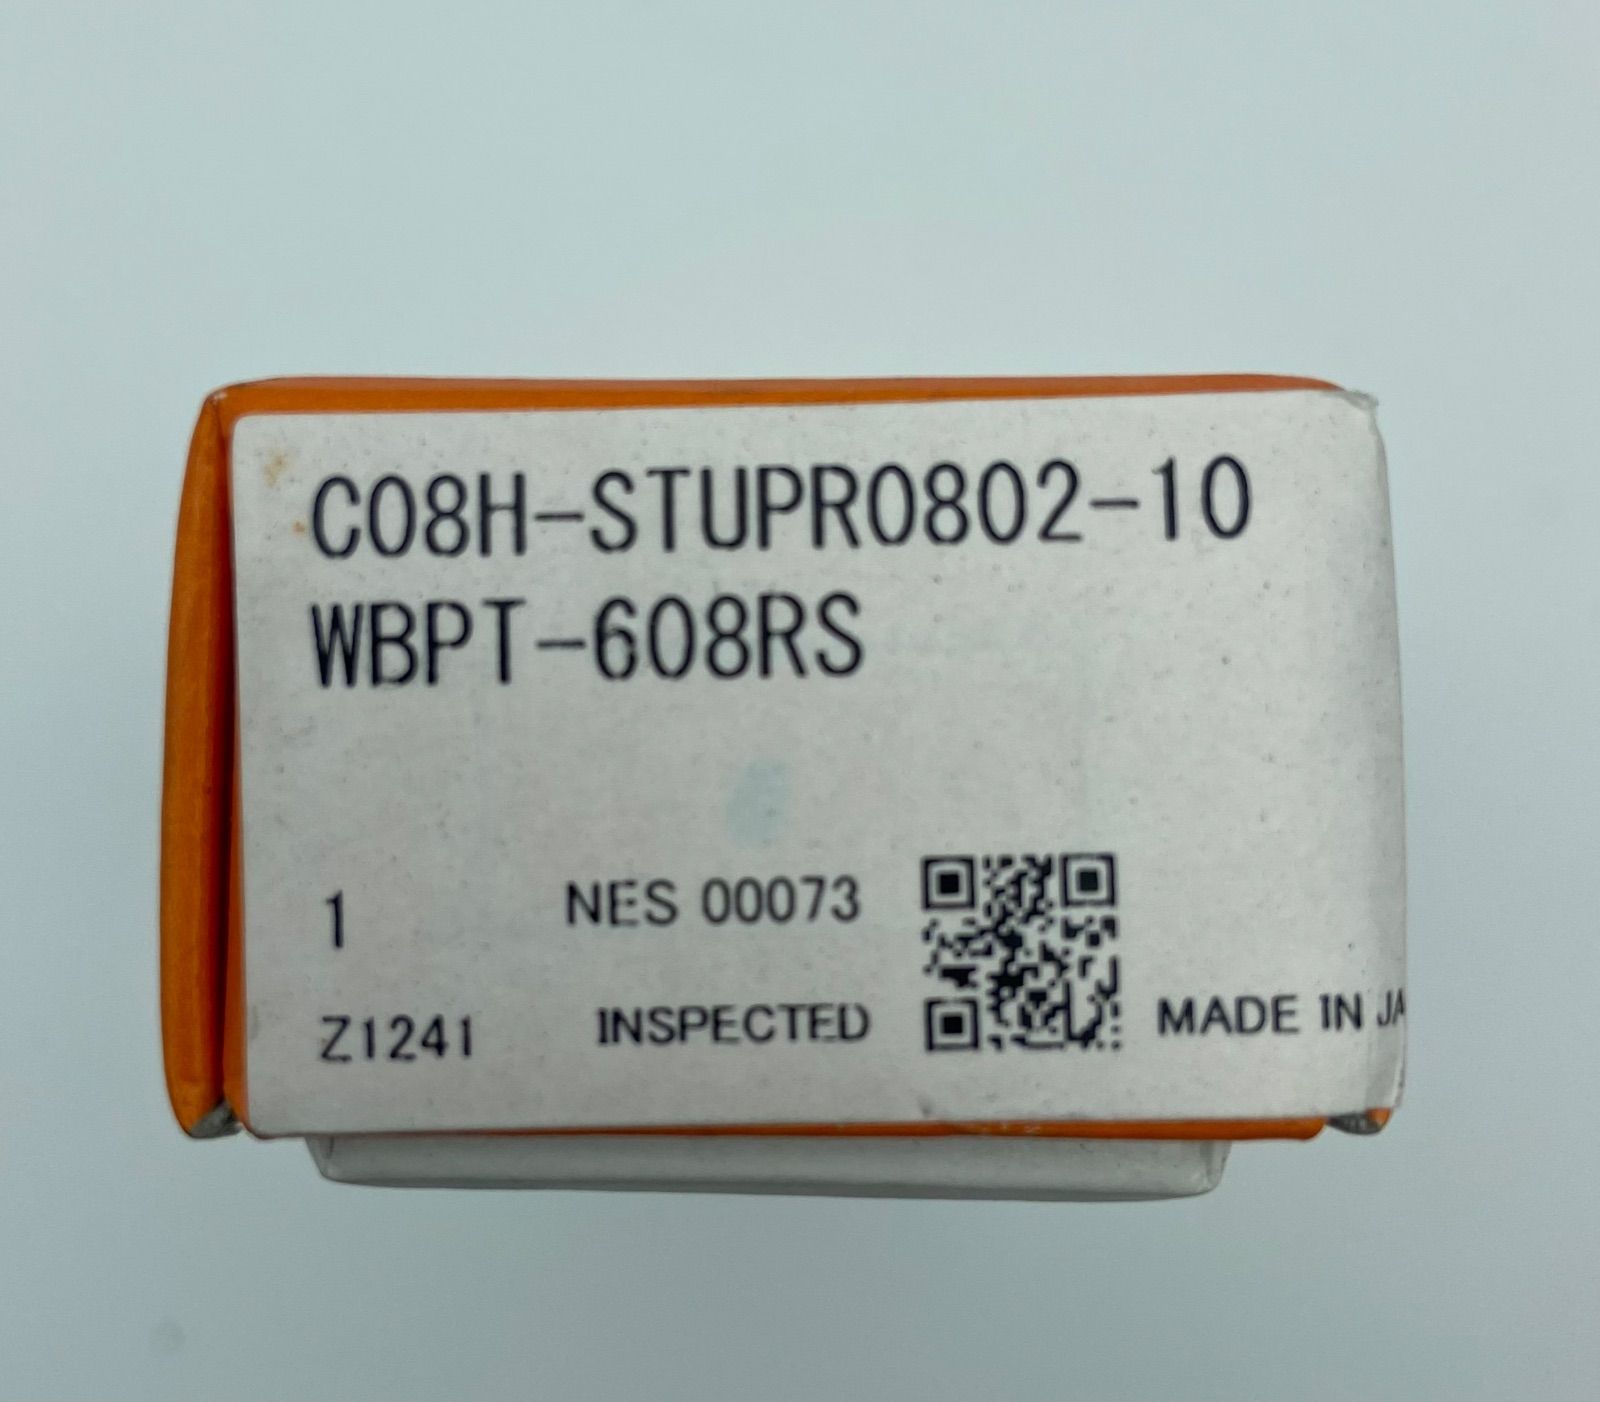 C08H-STUPR0802-10
WBPT-608RS
1 NES 00073
Z1241 INSPECTED MADE IN JA